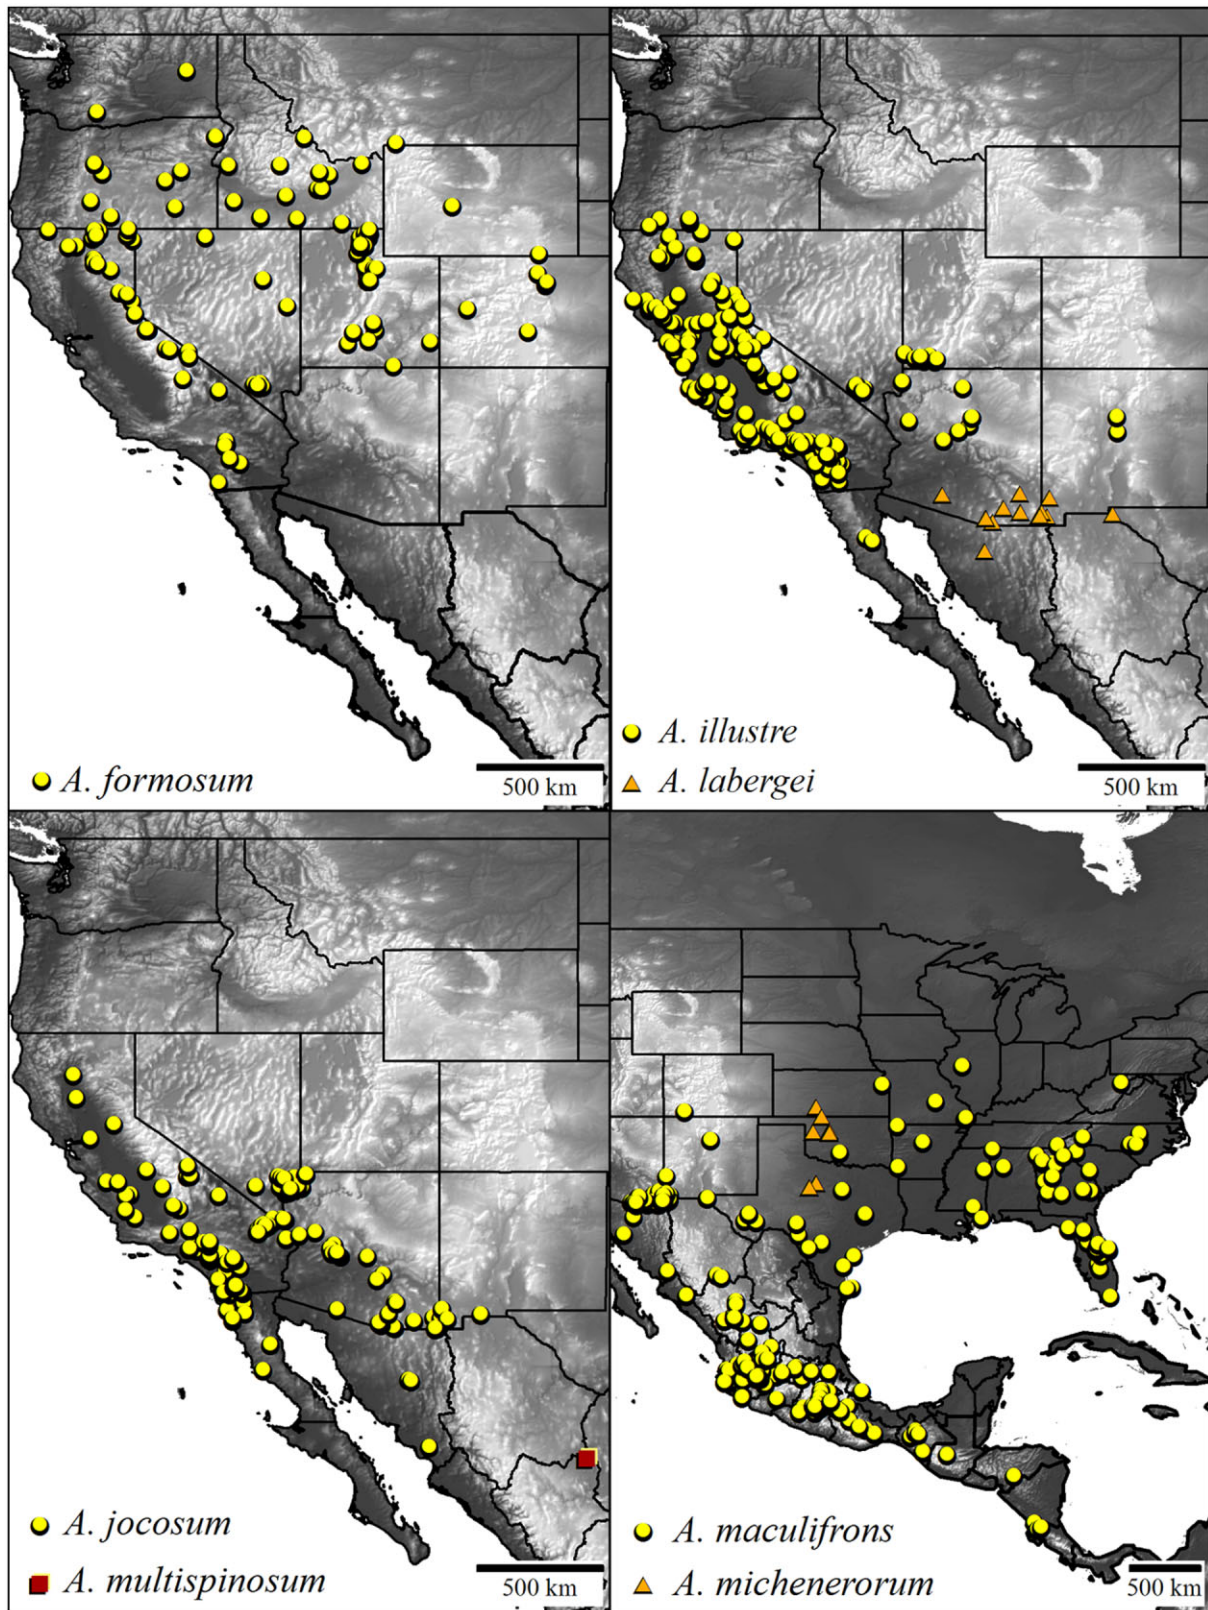 A. formosum
500 km
A. illustre
A. labergei
500 km
A. jocosum
A. multispinosum
500 km
A. maculifrons
A. michenerorum
500 km